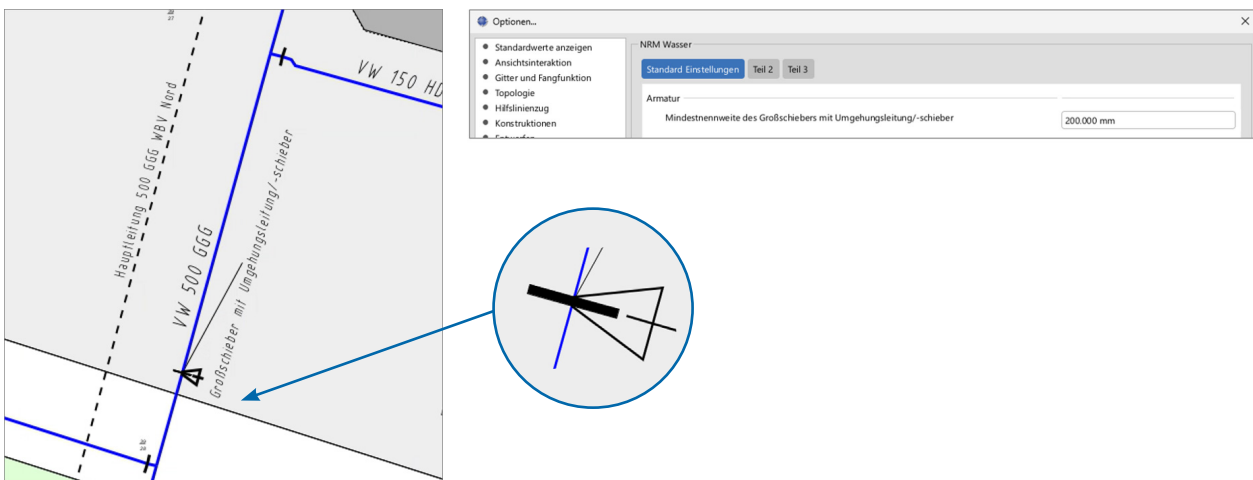 VW 150 HD
Hauptleitung 500 GGG WBV Nord
VW 500 GGG
Großschieber mit Umgehungsleitung/-schieber
Optionen...
Standardwerte anzeigen
Ansichtsinteraktion
Gitter und Fangfunktion
Topologie
Hilfslinienzug
Konstruktionen
NRM Wasser
Standard Einstellungen Teil 2 Teil 3
Armatur
Mindestnennweite des Großschiebers mit Umgehungsleitung/-schieber 200.000 mm